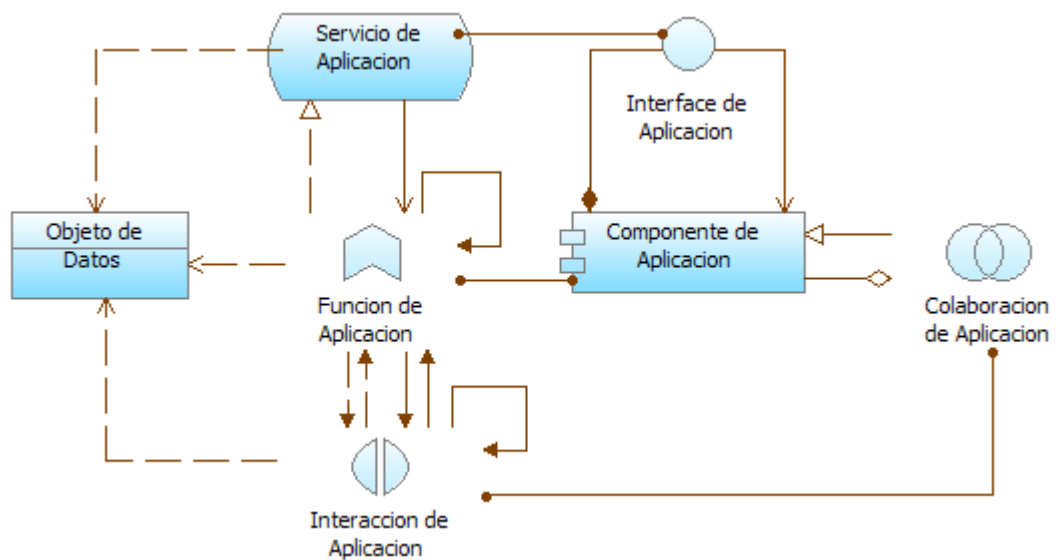 Servicio de
Aplicacion
Interface de
Aplicacion
Objeto de
Datos
Componente de
Aplicacion
Funcion de
Aplicacion
Colaboracion
de Aplicacion
Interaccion de
Aplicacion